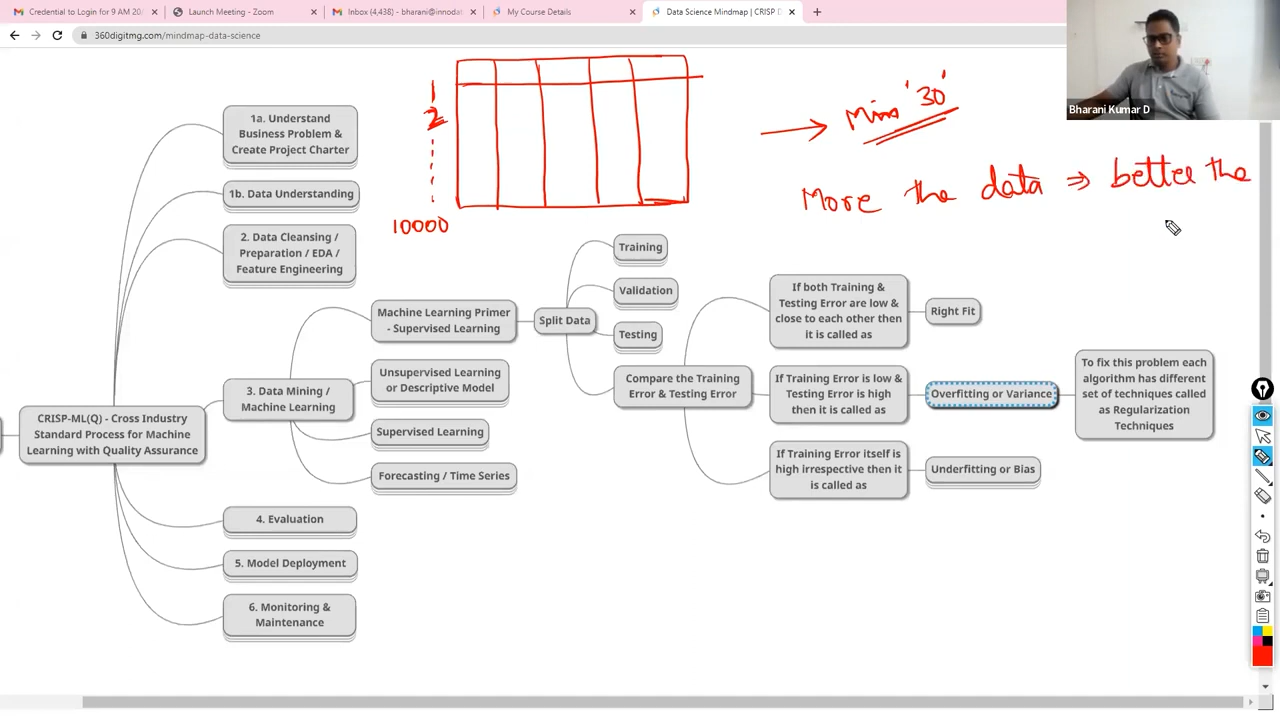 Credential to Login for 9 AM 20
Launch Meeting - Zoom
Inbox (4,438) - bharani@innodat
My Course Details
Data Science Mindmap | CRISP D
360digitmg.com/mindmap-data-science
Bharani Kumar D
1
2
10000
Min '30'
More the data ⇒ better the
1a. Understand
Business Problem &
Create Project Charter
1b. Data Understanding
2. Data Cleansing /
Preparation / EDA /
Feature Engineering
3. Data Mining /
Machine Learning
CRISP-ML(Q) - Cross Industry
Standard Process for Machine
Learning with Quality Assurance
4. Evaluation
5. Model Deployment
6. Monitoring &
Maintenance
Machine Learning Primer
- Supervised Learning
Unsupervised Learning
or Descriptive Model
Supervised Learning
Forecasting / Time Series
Split Data
Training
Validation
Testing
Compare the Training
Error & Testing Error
If both Training &
Testing Error are low &
close to each other then
it is called as
Right Fit
If Training Error is low &
Testing Error is high
then it is called as
Overfitting or Variance
To fix this problem each
algorithm has different
set of techniques called
as Regularization
Techniques
If Training Error itself is
high irrespective then it
is called as
Underfitting or Bias